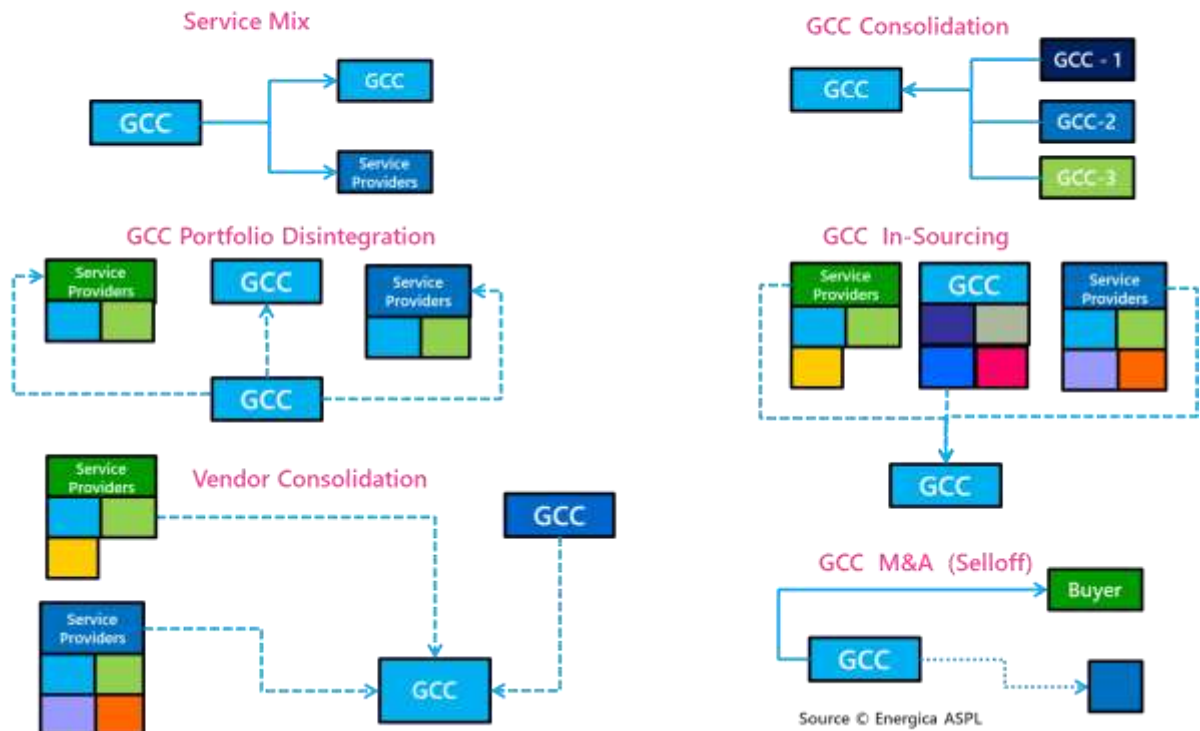 Service Mix
GCC
GCC
Service
Providers
GCC Consolidation
GCC
GCC - 1
GCC-2
GCC-3
GCC Portfolio Disintegration
Service
Providers
GCC
Service
Providers
GCC
GCC In-Sourcing
Service
Providers
GCC
Service
Providers
GCC
Vendor Consolidation
Service
Providers
GCC
Service
Providers
GCC
GCC M&A (Selloff)
Buyer
GCC
Source © Energica ASPL